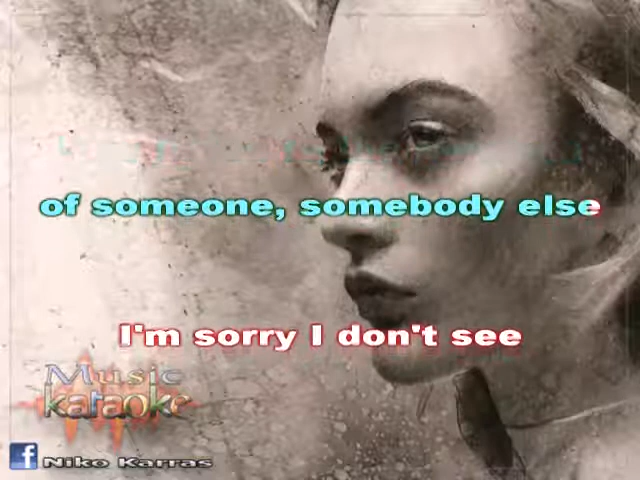 of someone, somebody else
I'm sorry I don't see
Music
karaoke
f Niko Karras